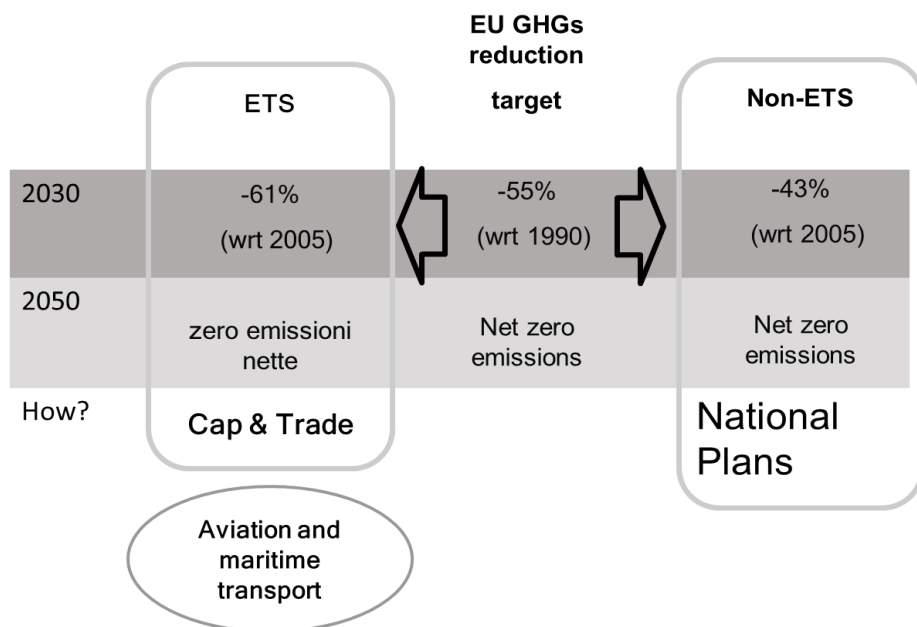 EU GHGs
reduction
target
ETS
Non-ETS
2030
-61%
(wrt 2005)
-55%
(wrt 1990)
-43%
(wrt 2005)
2050
zero emissioni
nette
Net zero
emissions
Net zero
emissions
How?
Cap & Trade
National
Plans
Aviation and
maritime
transport